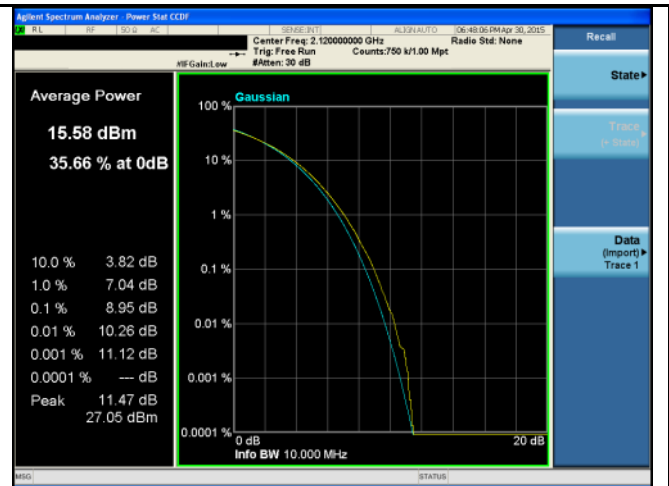 Agilent Spectrum Analyzer - Power Stat CCDF
RL RF 50 Ω AC SENSE:INT ALIGN AUTO 06:48:06 PM Apr 30, 2015
Center Freq: 2.120000000 GHz Radio Std: None
Trig: Free Run Counts:750 k/1.00 Mpt
#IFGain:Low #Atten: 30 dB
Recall
State
Trace
(+ State)
Data
(Import)
Trace 1
Average Power
15.58 dBm
35.66 % at 0dB
10.0 % 3.82 dB
1.0 % 7.04 dB
0.1 % 8.95 dB
0.01 % 10.26 dB
0.001 % 11.12 dB
0.0001 % --- dB
Peak 11.47 dB
27.05 dBm
Gaussian
100 %
10 %
1 %
0.1 %
0.01 %
0.001 %
0.0001 %
0 dB 20 dB
Info BW 10.000 MHz
MSG STATUS